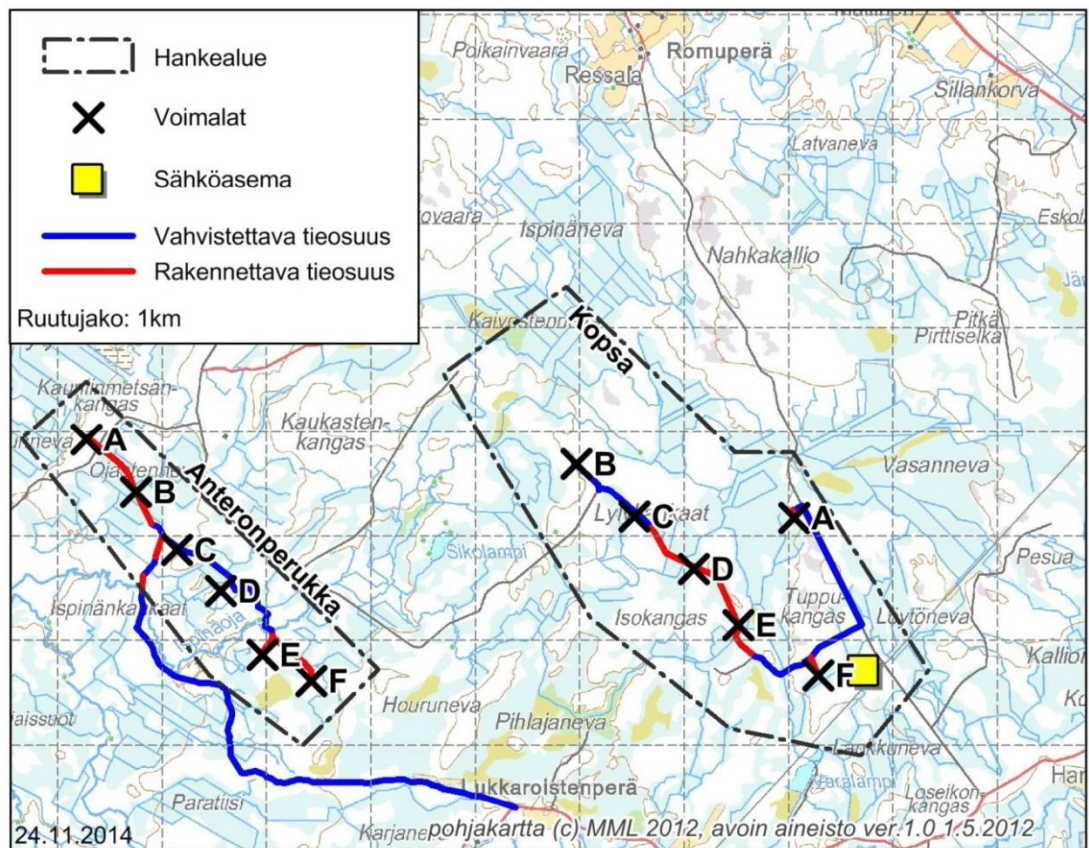 Hankealue
Voimalat
Sähköasema
Vahvistettava tieosuus
Rakennettava tieosuus
Ruutujako: 1km
Poikainvaara
Romuperä
Ressala
Sillankorva
Latvaneva
Ispinäneva
Nahkakallio
Pitkä
Pirttiselkä
Kopsa
Kaukasten-
kangas
Vasanneva
Anteronperukka
A
B
C
D
E
F
B
C
D
E
A
F
Sikolampi
Isokangas
Tuppu-
kangas
Löytöneva
Pesua
Houruneva
Pihlajaneva
Lukkaroistenperä
Loseikon-
kangas
Paratiisi
24.11.2014
pohjakartta (c) MML 2012, avoin aineisto ver.1.0 1.5.2012